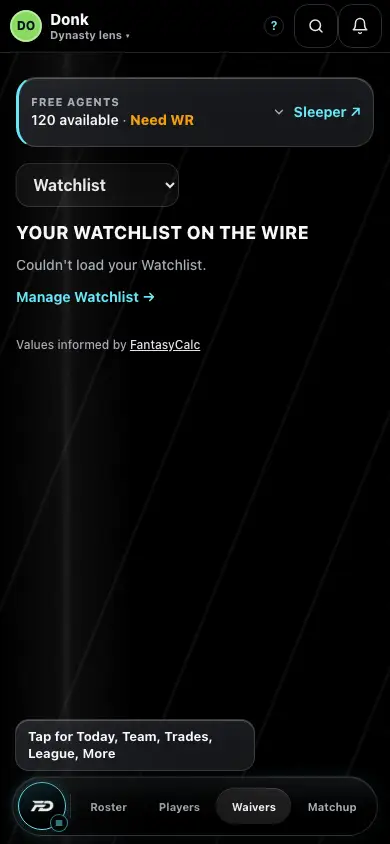 DO
Donk
Dynasty lens ▾
?
FREE AGENTS
120 available · Need WR
Sleeper ↗
Watchlist
YOUR WATCHLIST ON THE WIRE
Couldn't load your Watchlist.
Manage Watchlist →
Values informed by FantasyCalc
Tap for Today, Team, Trades,
League, More
FD
Roster
Players
Waivers
Matchup